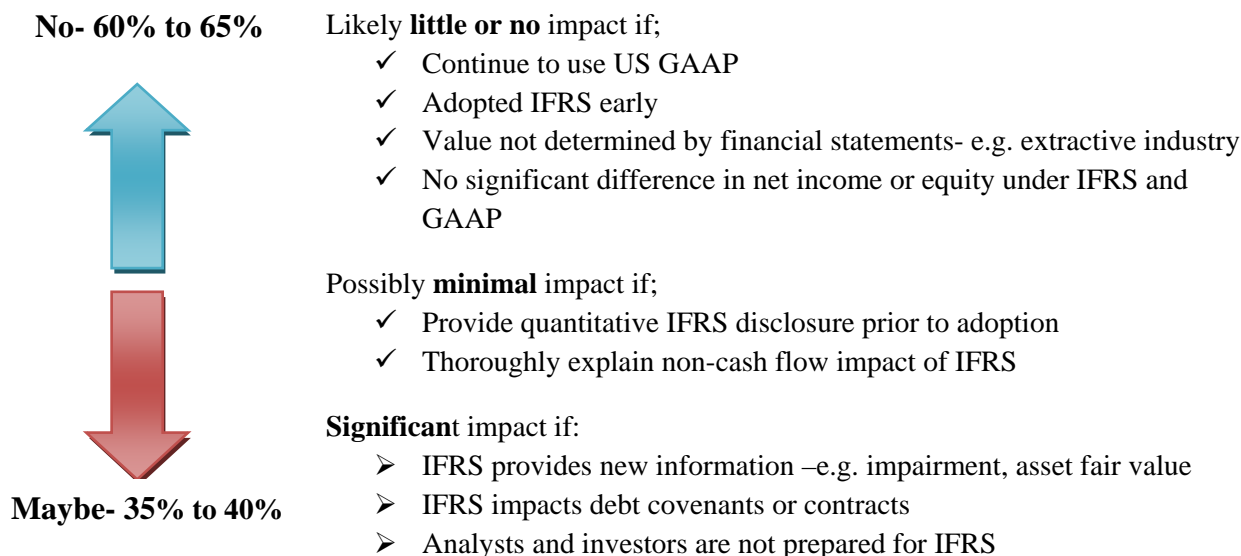 No- 60% to 65%
Likely little or no impact if;
✓ Continue to use US GAAP
✓ Adopted IFRS early
✓ Value not determined by financial statements- e.g. extractive industry
✓ No significant difference in net income or equity under IFRS and
GAAP
Possibly minimal impact if;
✓ Provide quantitative IFRS disclosure prior to adoption
✓ Thoroughly explain non-cash flow impact of IFRS
Significant impact if:
➢ IFRS provides new information –e.g. impairment, asset fair value
Maybe- 35% to 40%
➢ IFRS impacts debt covenants or contracts
➢ Analysts and investors are not prepared for IFRS